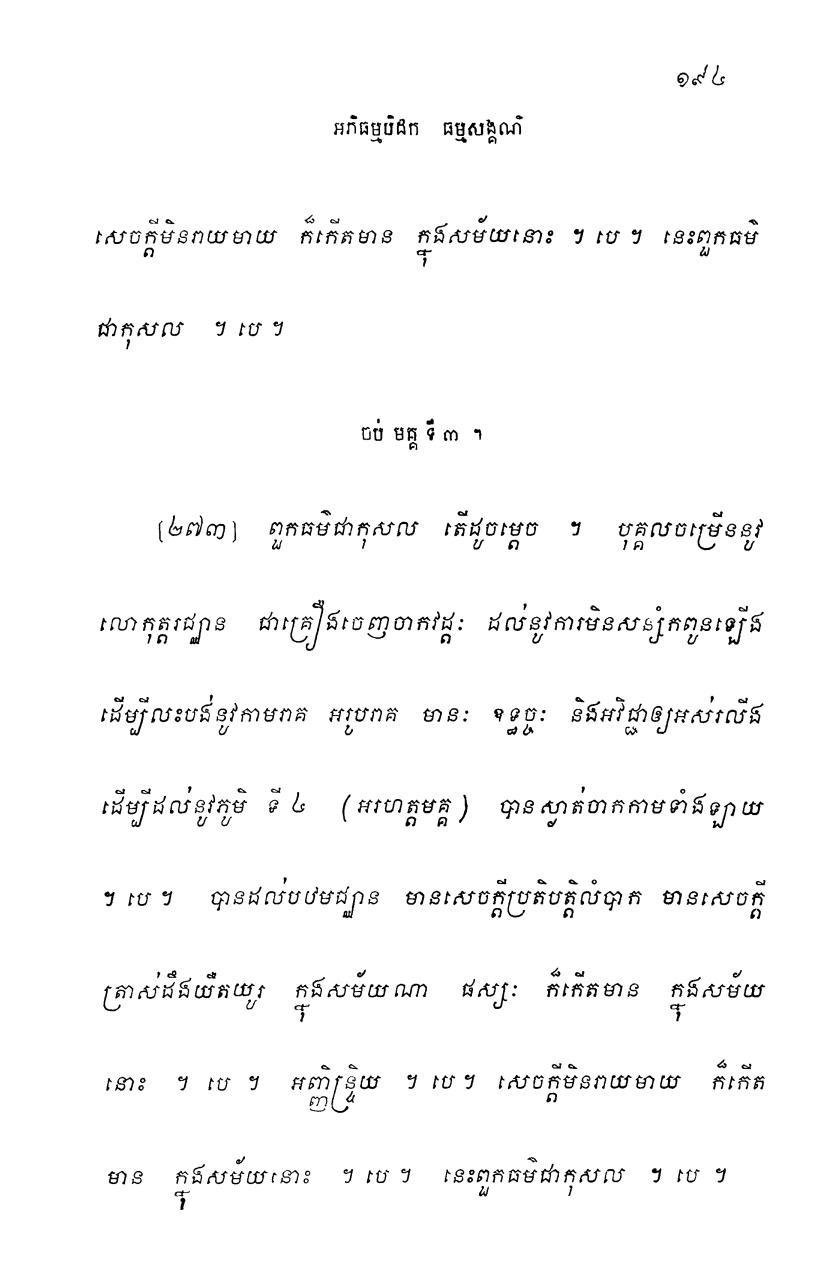 ១៩៤
អភិធម្មបិដក ធម្មសង្គណិ
សេចក្តីមិនរាយមាយ ក៏កើតមាន ក្នុងសម័យនោះ ។ បេ ។ នេះពួកធម៌
ជាកុសល ។ បេ ។
ចប់ មគ្គ ទី ៣ ។
[២៧៣] ពួកធម៌ជាកុសល តើដូចម្តេច ។ បុគ្គលចម្រើននូវ
លោកុត្តរជ្ឈាន ជាគ្រឿងចេញចាកវដ្តៈ ដល់នូវការមិនសន្សំកពូនឡើង
ដើម្បីលះបង់នូវកាមរាគ អរូបរាគ មានៈ ឧទ្ធច្ចៈ និងអវិជ្ជាឲ្យអស់រលីង
ដើម្បីដល់នូវភូមិ ទី ៤ (អរហត្តមគ្គ) បានស្ងាត់ចាកកាមទាំងឡាយ
។ បេ ។ បានដល់បឋមជ្ឈាន មានសេចក្តីប្រតិបត្តិលំបាក មានសេចក្តី
ត្រាស់ដឹងយឺតយូរ ក្នុងសម័យណា ផស្សៈ ក៏កើតមាន ក្នុងសម័យ
នោះ ។ បេ ។ អញ្ញិន្ទ្រិយ ។ បេ ។ សេចក្តីមិនរាយមាយ ក៏កើត
មាន ក្នុងសម័យនោះ ។ បេ ។ នេះពួកធម៌ជាកុសល ។ បេ ។